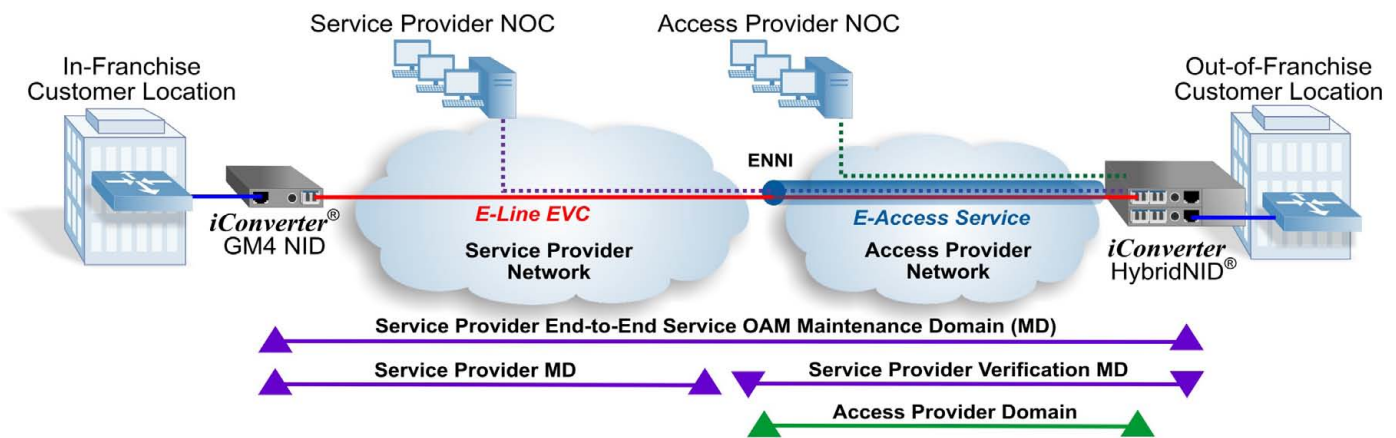 Service Provider NOC
Access Provider NOC
In-Franchise
Customer Location
Out-of-Franchise
Customer Location
ENNI
iConverter®
GM4 NID
E-Line EVC
E-Access Service
Service Provider
Network
Access Provider
Network
iConverter
HybridNID®
Service Provider End-to-End Service OAM Maintenance Domain (MD)
Service Provider MD
Service Provider Verification MD
Access Provider Domain